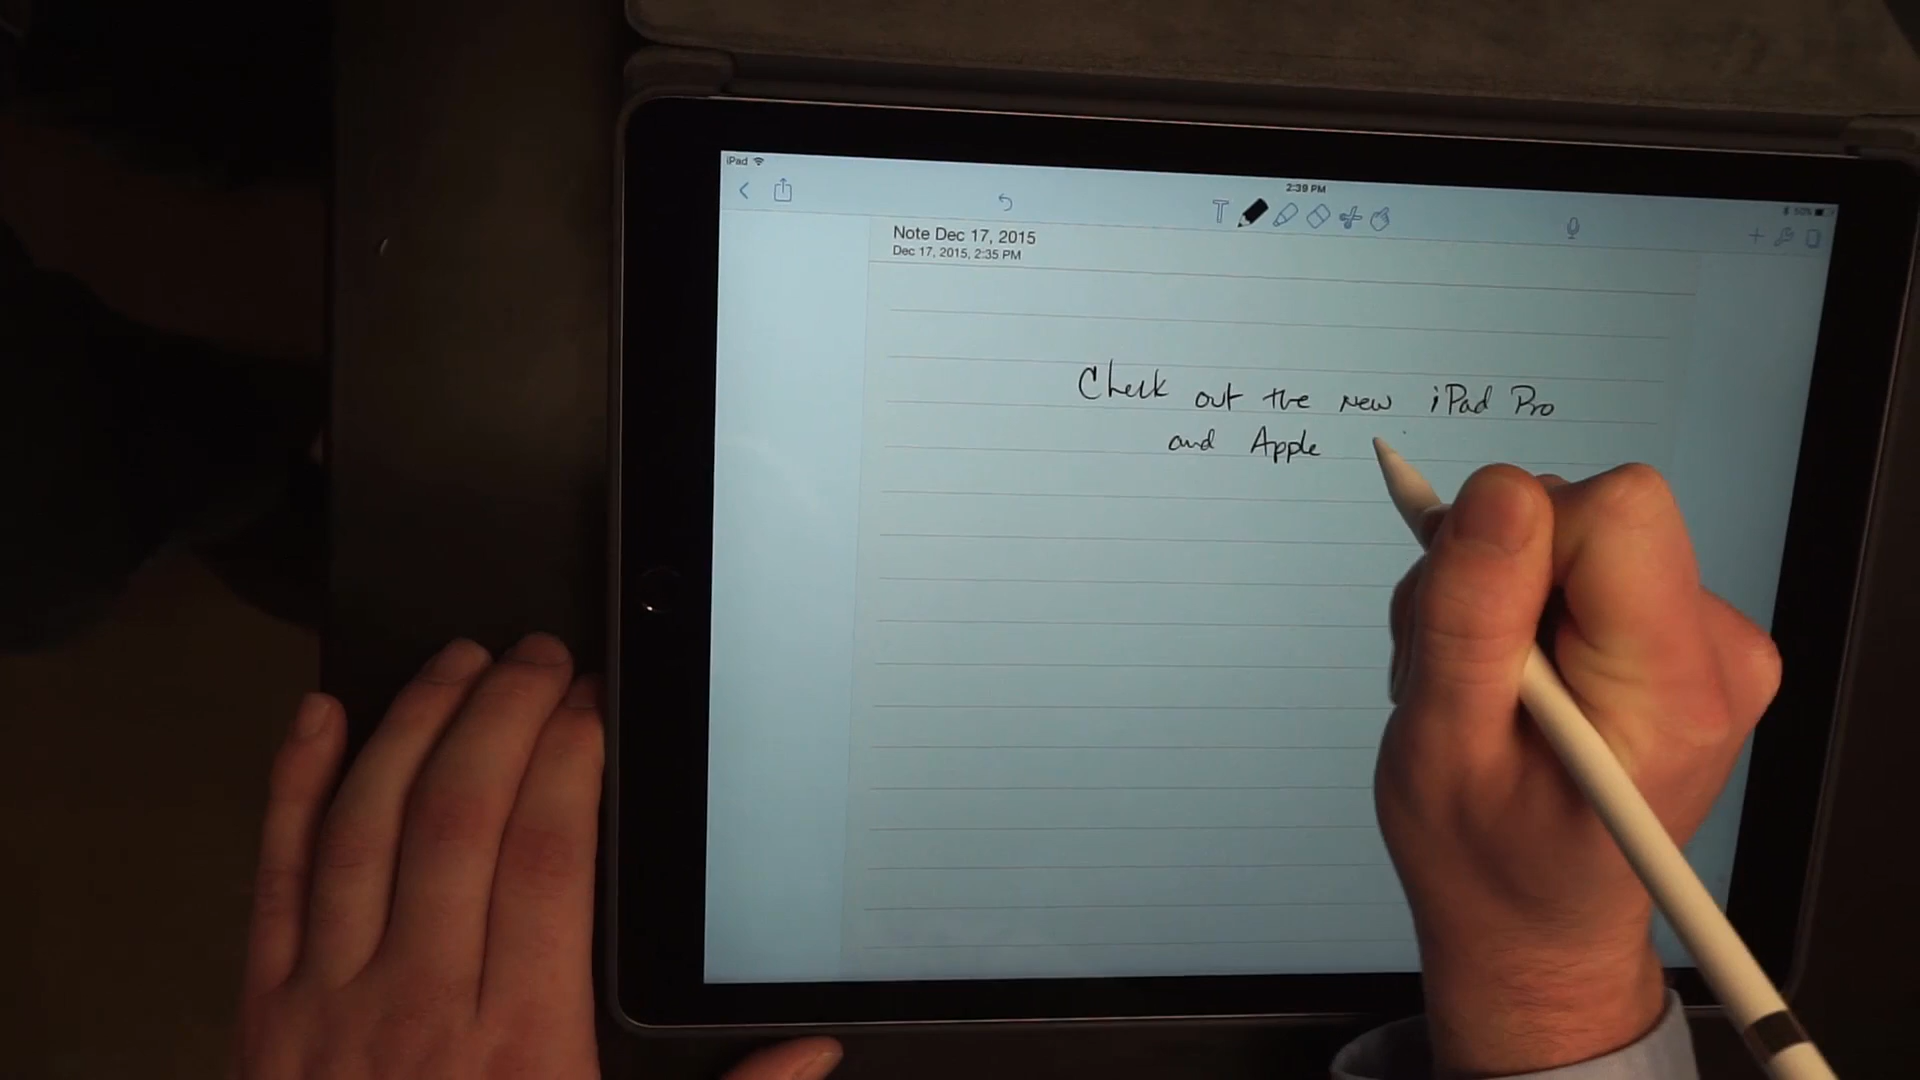 iPad
2:39 PM
50%
Note Dec 17, 2015
Dec 17, 2015, 2:35 PM
Check out the new iPad Pro
and Apple